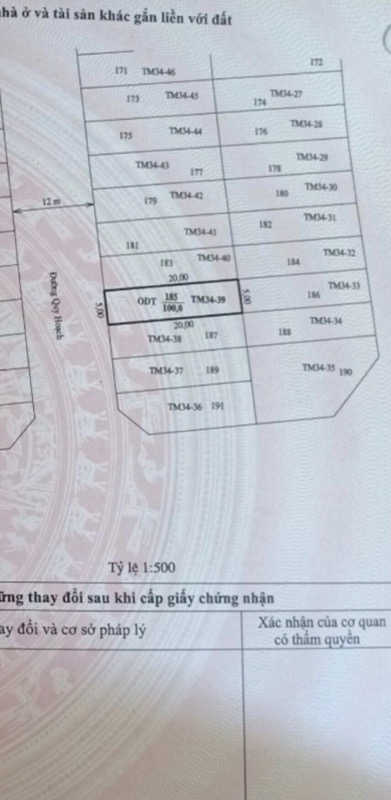 nhà ở và tài sản khác gắn liền với đất
172
171 TM34-46
173 TM34-45
174 TM34-27
175 TM34-44
176 TM34-28
TM34-43 177
178 TM34-29
179 TM34-42
180 TM34-30
12 m
181 TM34-41
182 TM34-31
183 TM34-40
184 TM34-32
20,00
5,00
ODT 185/100,0 TM34-39
5,00
186 TM34-33
20,00
Đường Quy Hoạch
TM34-38 187
188 TM34-34
TM34-37 189
TM34-35 190
TM34-36 191
Tỷ lệ 1:500
ững thay đổi sau khi cấp giấy chứng nhận
ay đổi và cơ sở pháp lý
Xác nhận của cơ quan
có thẩm quyền